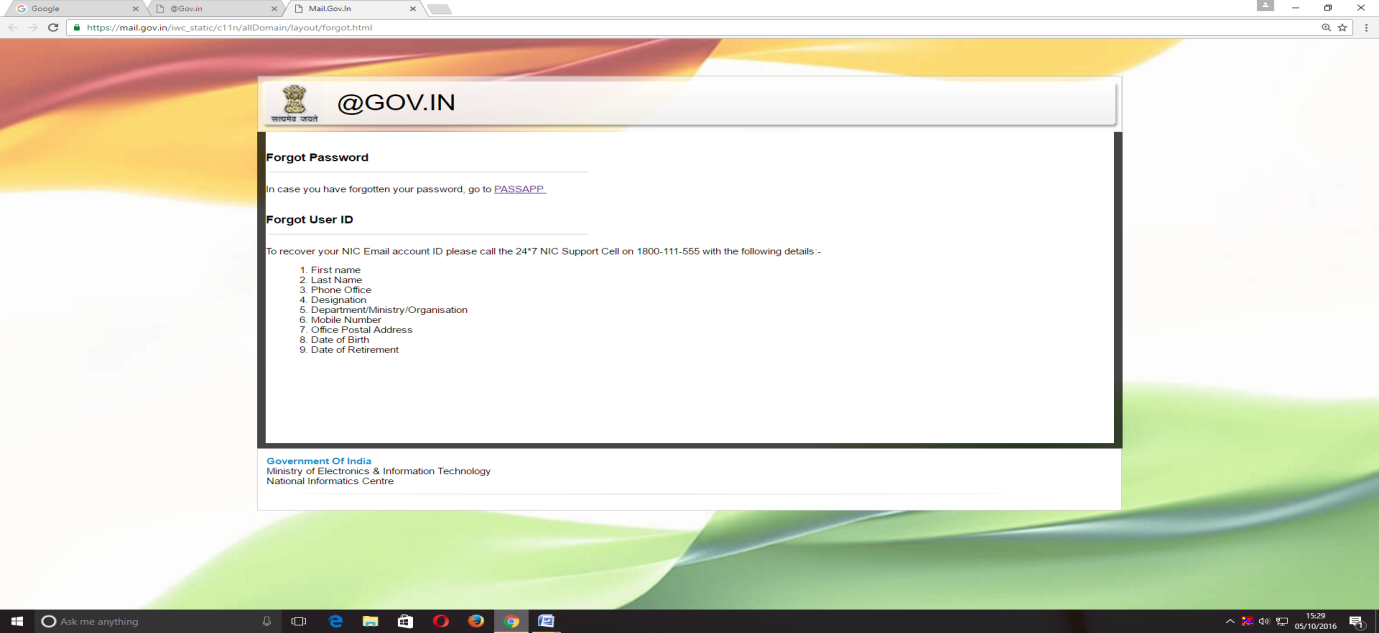 Google
@Gov.in
Mail.Gov.In
https://mail.gov.in/iwc_static/c11n/allDomain/layout/forgot.html
सत्यमेव जयते
@GOV.IN
Forgot Password
In case you have forgotten your password, go to PASSAPP
Forgot User ID
To recover your NIC Email account ID please call the 24*7 NIC Support Cell on 1800-111-555 with the following details:-
1. First name
2. Last Name
3. Phone Office
4. Designation
5. Department/Ministry/Organisation
6. Mobile Number
7. Office Postal Address
8. Date of Birth
9. Date of Retirement
Government Of India
Ministry of Electronics & Information Technology
National Informatics Centre
Ask me anything
15:29
05/10/2016